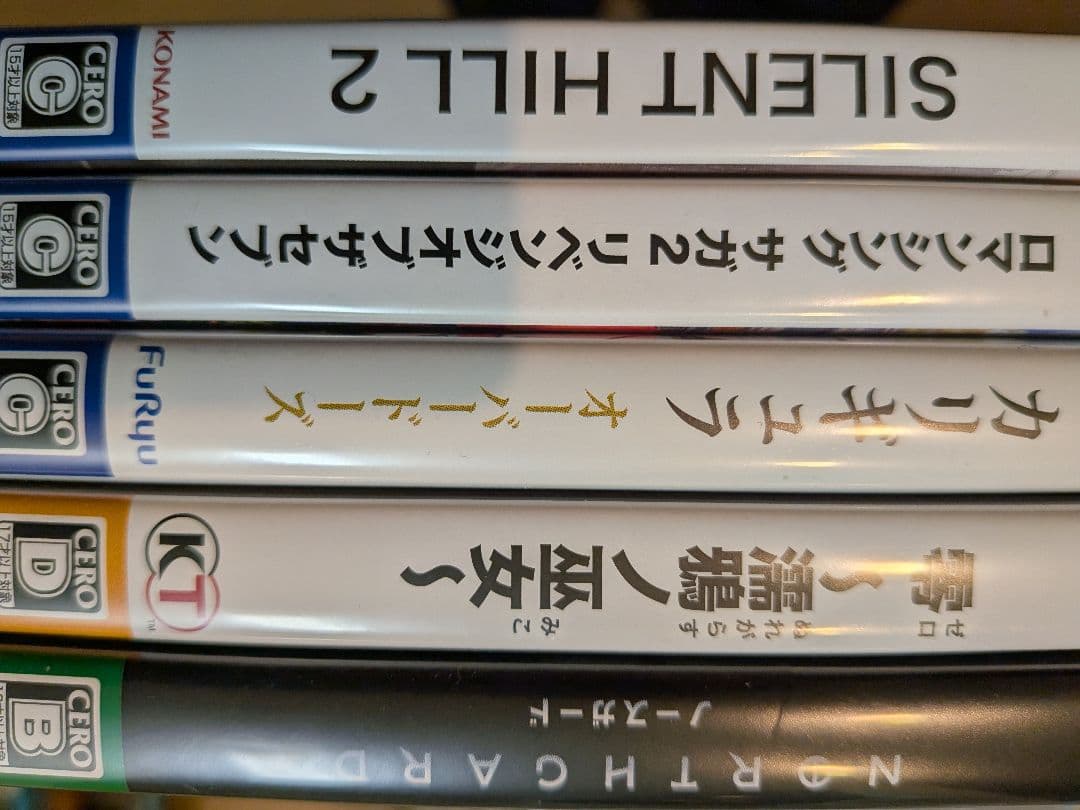 SILENT HILL 2
KONAMI
CERO
C
15才以上対象
ロマンシング サガ2 リベンジオブザセブン
CERO
C
15才以上対象
カリギュラ オーバードーズ
FuRyu
CERO
C
零～濡鴉ノ巫女～
ゼロ ぬれがらす みこ
KT
TM
CERO
D
17才以上対象
ノースガード
NORTHGARD
CERO
B